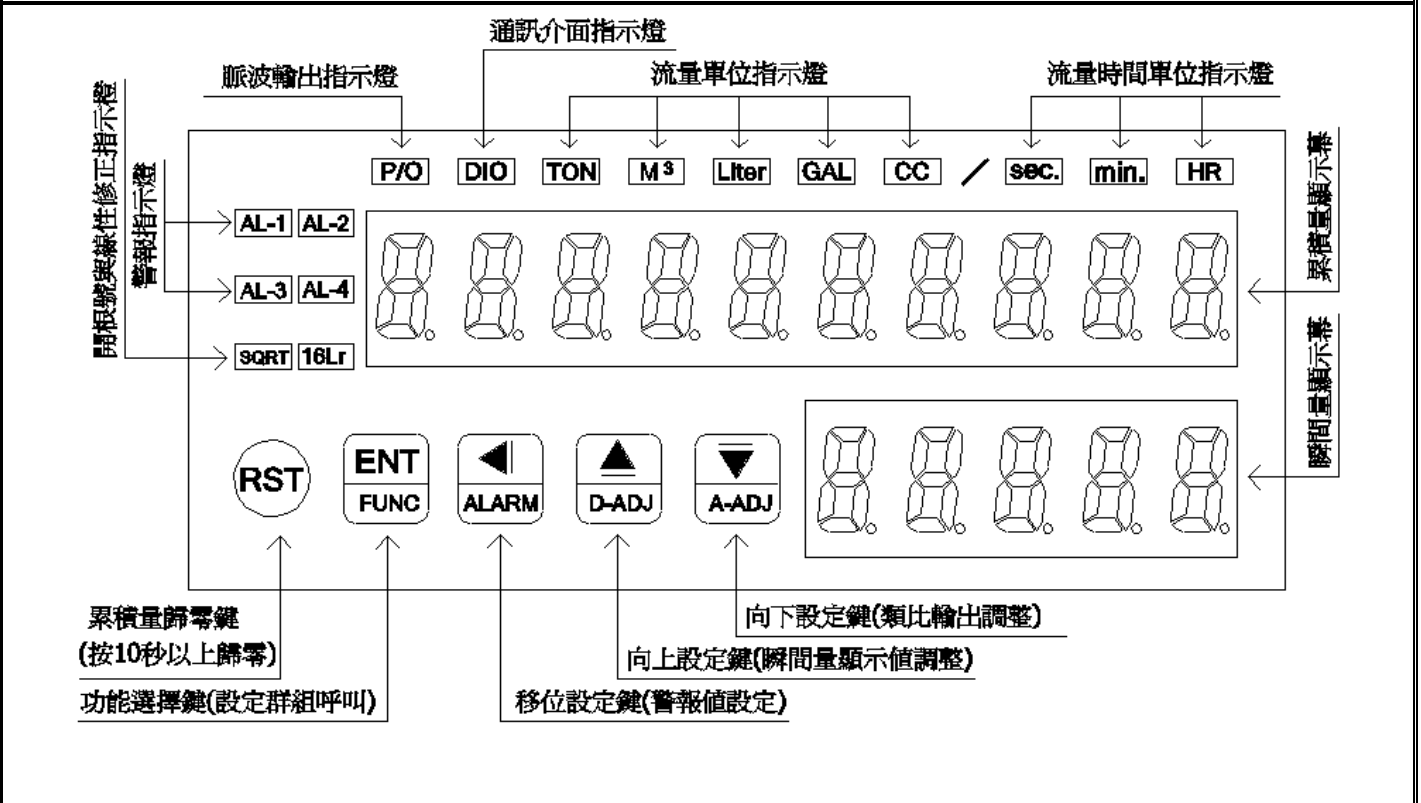 通訊介面指示燈
脈波輸出指示燈
流量單位指示燈
流量時間單位指示燈
開根號與線性修正指示燈
警報指示燈
P/O DIO TON M³ Liter GAL CC / sec. min. HR
AL-1 AL-2
AL-3 AL-4
SQRT 16Lr
累積量顯示幕
瞬間量顯示幕
RST
ENT
FUNC
ALARM
D-ADJ
A-ADJ
累積量歸零鍵
(按10秒以上歸零)
功能選擇鍵(設定群組呼叫)
向下設定鍵(類比輸出調整)
向上設定鍵(瞬間量顯示值調整)
移位設定鍵(警報值設定)